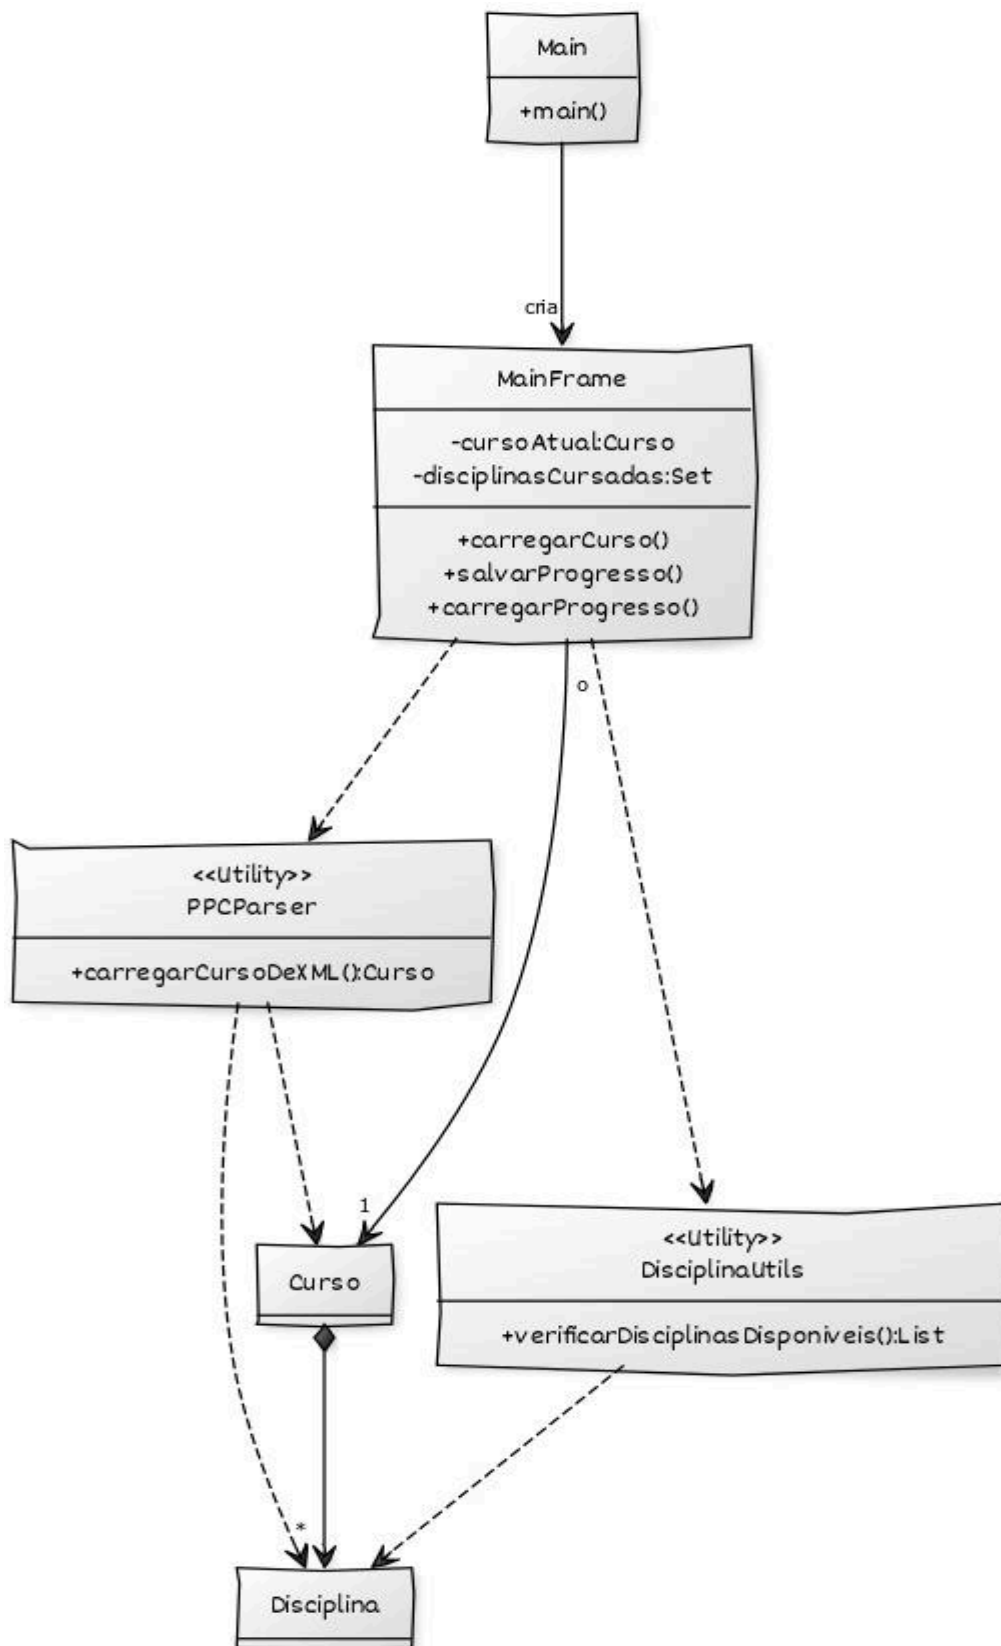 Main
+main()
cria
MainFrame
-cursoAtual:Curso
-disciplinasCursadas:Set
+carregarCurso()
+salvarProgresso()
+carregarProgresso()
o
<<Utility>>
PPCParser
+carregarCursoDeXML():Curso
1
<<Utility>>
DisciplinaUtils
+verificarDisciplinasDisponiveis():List
Curso
*
Disciplina